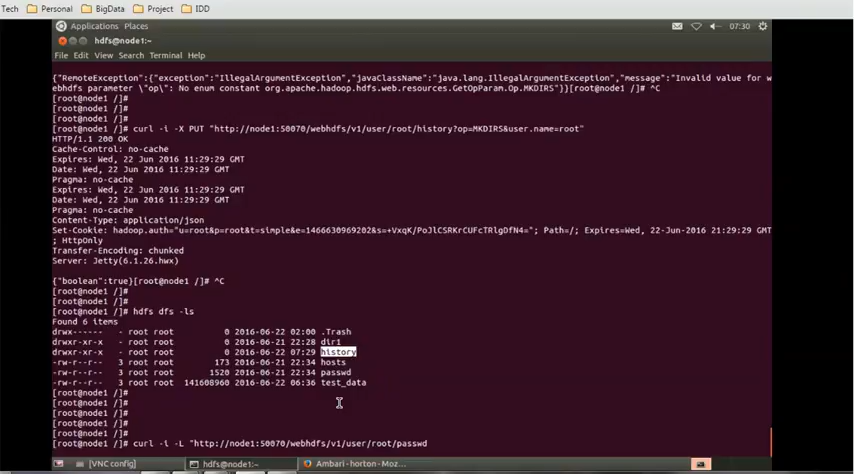 Tech Personal BigData Project IDD
Applications Places 07:30
hdfs@node1:~
File Edit View Search Terminal Help
{"RemoteException":{"exception":"IllegalArgumentException","javaClassName":"java.lang.IllegalArgumentException","message":"Invalid value for w
ebhdfs parameter \"op\": No enum constant org.apache.hadoop.hdfs.web.resources.GetOpParam.Op.MKDIRS"}}[root@node1 /]# ^C
[root@node1 /]#
[root@node1 /]#
[root@node1 /]#
[root@node1 /]# curl -i -X PUT "http://node1:50070/webhdfs/v1/user/root/history?op=MKDIRS&user.name=root"
HTTP/1.1 200 OK
Cache-Control: no-cache
Expires: Wed, 22 Jun 2016 11:29:29 GMT
Date: Wed, 22 Jun 2016 11:29:29 GMT
Pragma: no-cache
Expires: Wed, 22 Jun 2016 11:29:29 GMT
Date: Wed, 22 Jun 2016 11:29:29 GMT
Pragma: no-cache
Content-Type: application/json
Set-Cookie: hadoop.auth="u=root&p=root&t=simple&e=1466630969202&s=+VxqK/PoJlCSRKrCUFcTRlgDfN4="; Path=/; Expires=Wed, 22-Jun-2016 21:29:29 GMT
; HttpOnly
Transfer-Encoding: chunked
Server: Jetty(6.1.26.hwx)
{"boolean":true}[root@node1 /]# ^C
[root@node1 /]#
[root@node1 /]#
[root@node1 /]# hdfs dfs -ls
Found 6 items
drwx------ - root root 0 2016-06-22 02:00 .Trash
drwxr-xr-x - root root 0 2016-06-21 22:28 dir1
drwxr-xr-x - root root 0 2016-06-22 07:29 history
-rw-r--r-- 3 root root 173 2016-06-21 22:34 hosts
-rw-r--r-- 3 root root 1520 2016-06-21 22:34 passwd
-rw-r--r-- 3 root root 141608960 2016-06-22 06:36 test_data
[root@node1 /]#
[root@node1 /]#
[root@node1 /]#
[root@node1 /]#
[root@node1 /]#
[root@node1 /]# curl -i -L "http://node1:50070/webhdfs/v1/user/root/passwd
[VNC config] hdfs@node1:~ Ambari - horton - Moz...